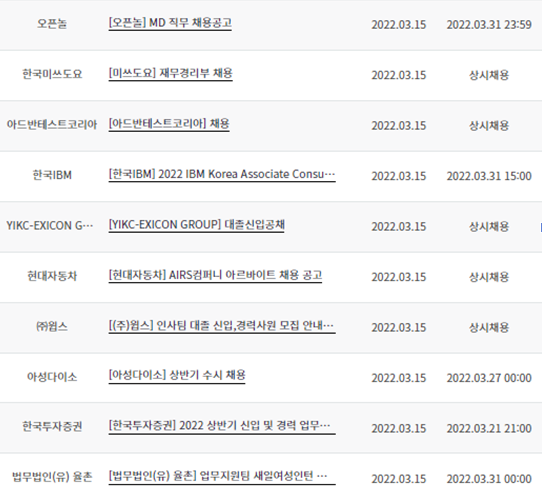 오픈놀 [오픈놀] MD 직무 채용공고 2022.03.15 2022.03.31 23:59
한국미쓰도요 [미쓰도요] 재무경리부 채용 2022.03.15 상시채용
아드반테스트코리아 [아드반테스트코리아] 채용 2022.03.15 상시채용
한국IBM [한국IBM] 2022 IBM Korea Associate Consu… 2022.03.15 2022.03.31 15:00
YIKC-EXICON G… [YIKC-EXICON GROUP] 대졸신입공채 2022.03.15 상시채용
현대자동차 [현대자동차] AIRS컴퍼니 아르바이트 채용 공고 2022.03.15 상시채용
㈜윕스 [(주)윕스] 인사팀 대졸 신입,경력사원 모집 안내… 2022.03.15 상시채용
아성다이소 [아성다이소] 상반기 수시 채용 2022.03.15 2022.03.27 00:00
한국투자증권 [한국투자증권] 2022 상반기 신입 및 경력 업무… 2022.03.15 2022.03.21 21:00
법무법인(유) 율촌 [법무법인(유) 율촌] 업무지원팀 새일여성인턴 … 2022.03.15 2022.03.31 00:00